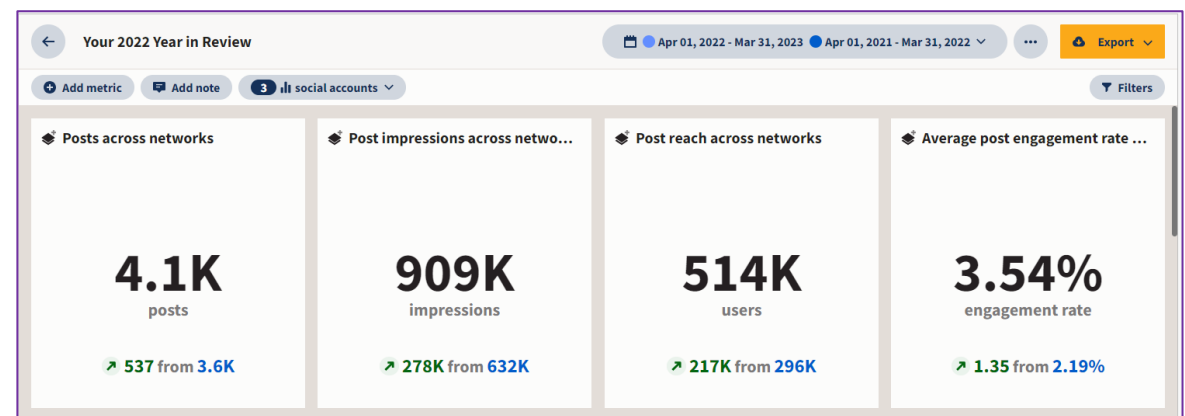 Your 2022 Year in Review
Apr 01, 2022 - Mar 31, 2023 Apr 01, 2021 - Mar 31, 2022
Export
Add metric Add note 3 social accounts
Filters
Posts across networks
4.1K
posts
537 from 3.6K
Post impressions across netwo...
909K
impressions
278K from 632K
Post reach across networks
514K
users
217K from 296K
Average post engagement rate ...
3.54%
engagement rate
1.35 from 2.19%